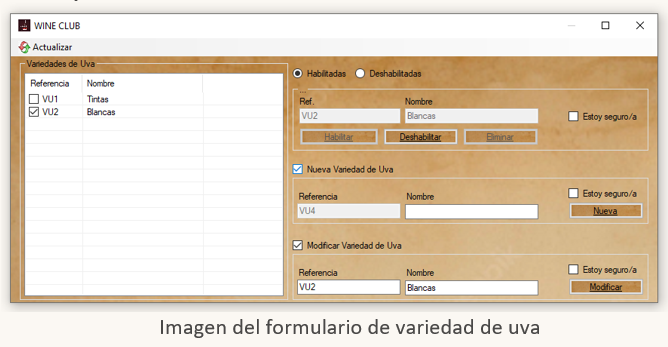 WINE CLUB
Actualizar
Variedades de Uva
Referencia Nombre
VU1 Tintas
VU2 Blancas
Habilitadas Deshabilitadas
...
Ref. Nombre
VU2 Blancas Estoy seguro/a
Habilitar Deshabilitar Eliminar
Nueva Variedad de Uva
Referencia Nombre Estoy seguro/a
VU4 Nueva
Modificar Variedad de Uva
Referencia Nombre Estoy seguro/a
VU2 Blancas Modificar
Imagen del formulario de variedad de uva